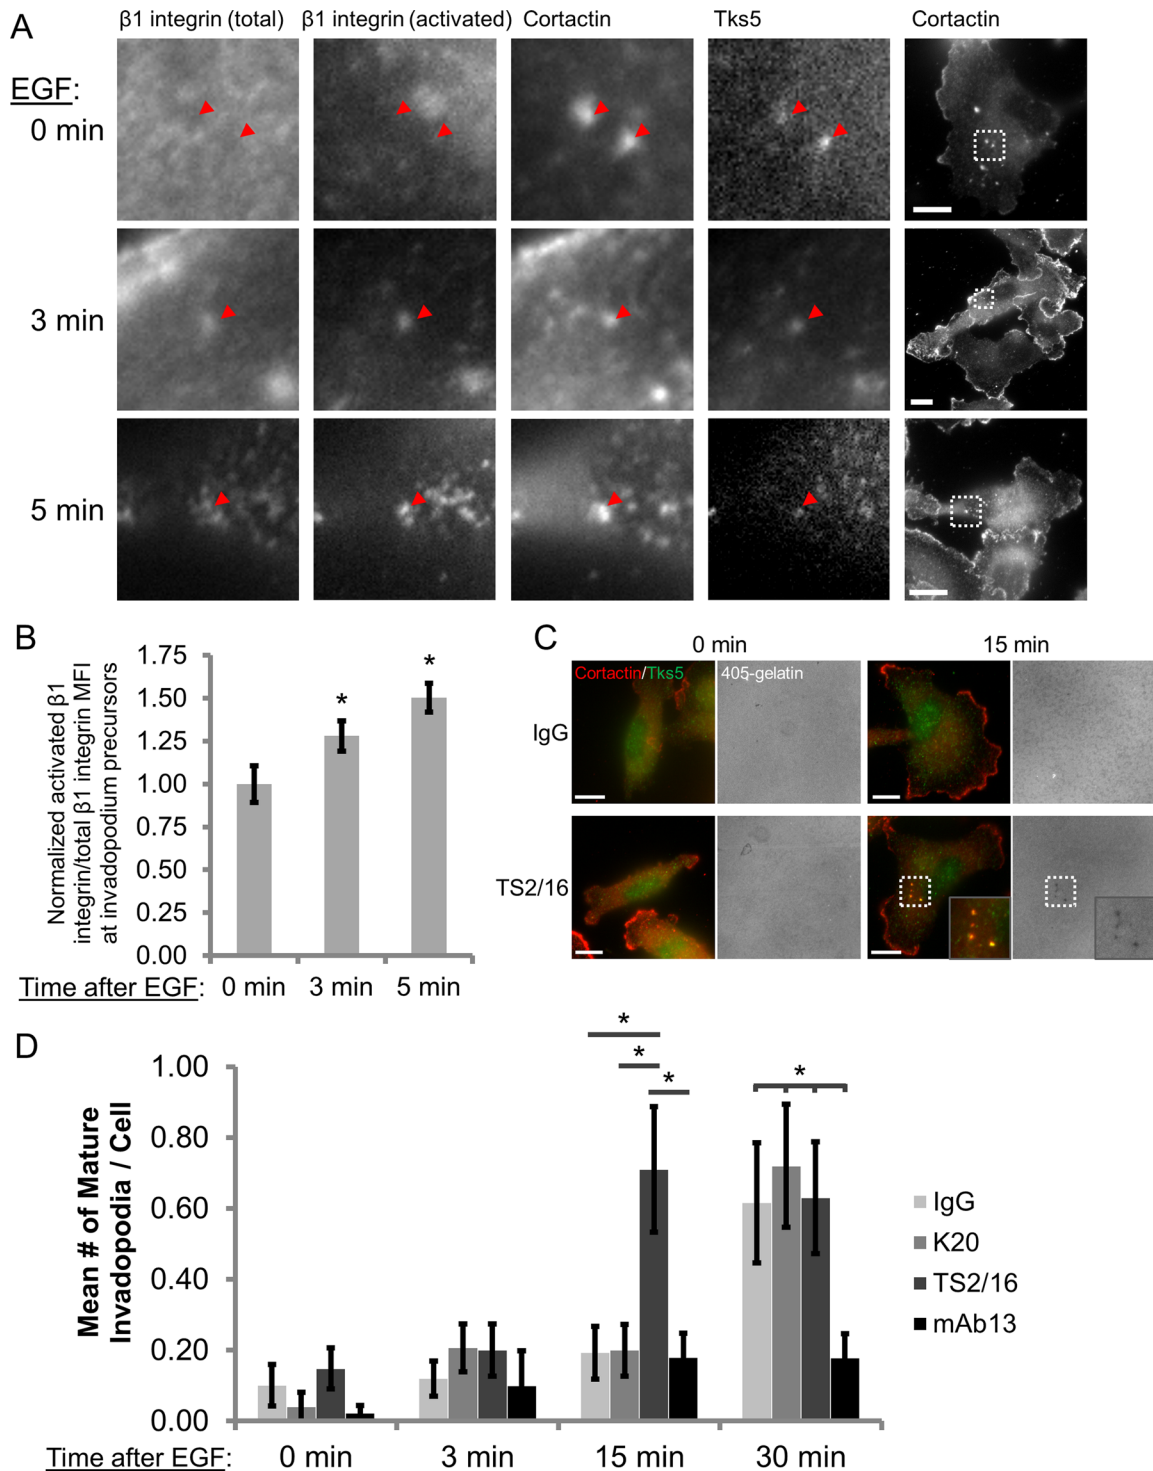 A
β1 integrin (total) β1 integrin (activated) Cortactin Tks5 Cortactin
EGF:
0 min
3 min
5 min
B
Normalized activated β1
integrin/total β1 integrin MFI
at invadopodium precursors
1.75
1.50
1.25
1.00
0.75
0.50
0.25
0.00
* *
Time after EGF: 0 min 3 min 5 min
C
0 min 15 min
Cortactin/Tks5 405-gelatin
IgG
TS2/16
D
Mean # of Mature
Invadopodia / Cell
1.00
0.80
0.60
0.40
0.20
0.00
*
*
*
*
IgG
K20
TS2/16
mAb13
Time after EGF: 0 min 3 min 15 min 30 min